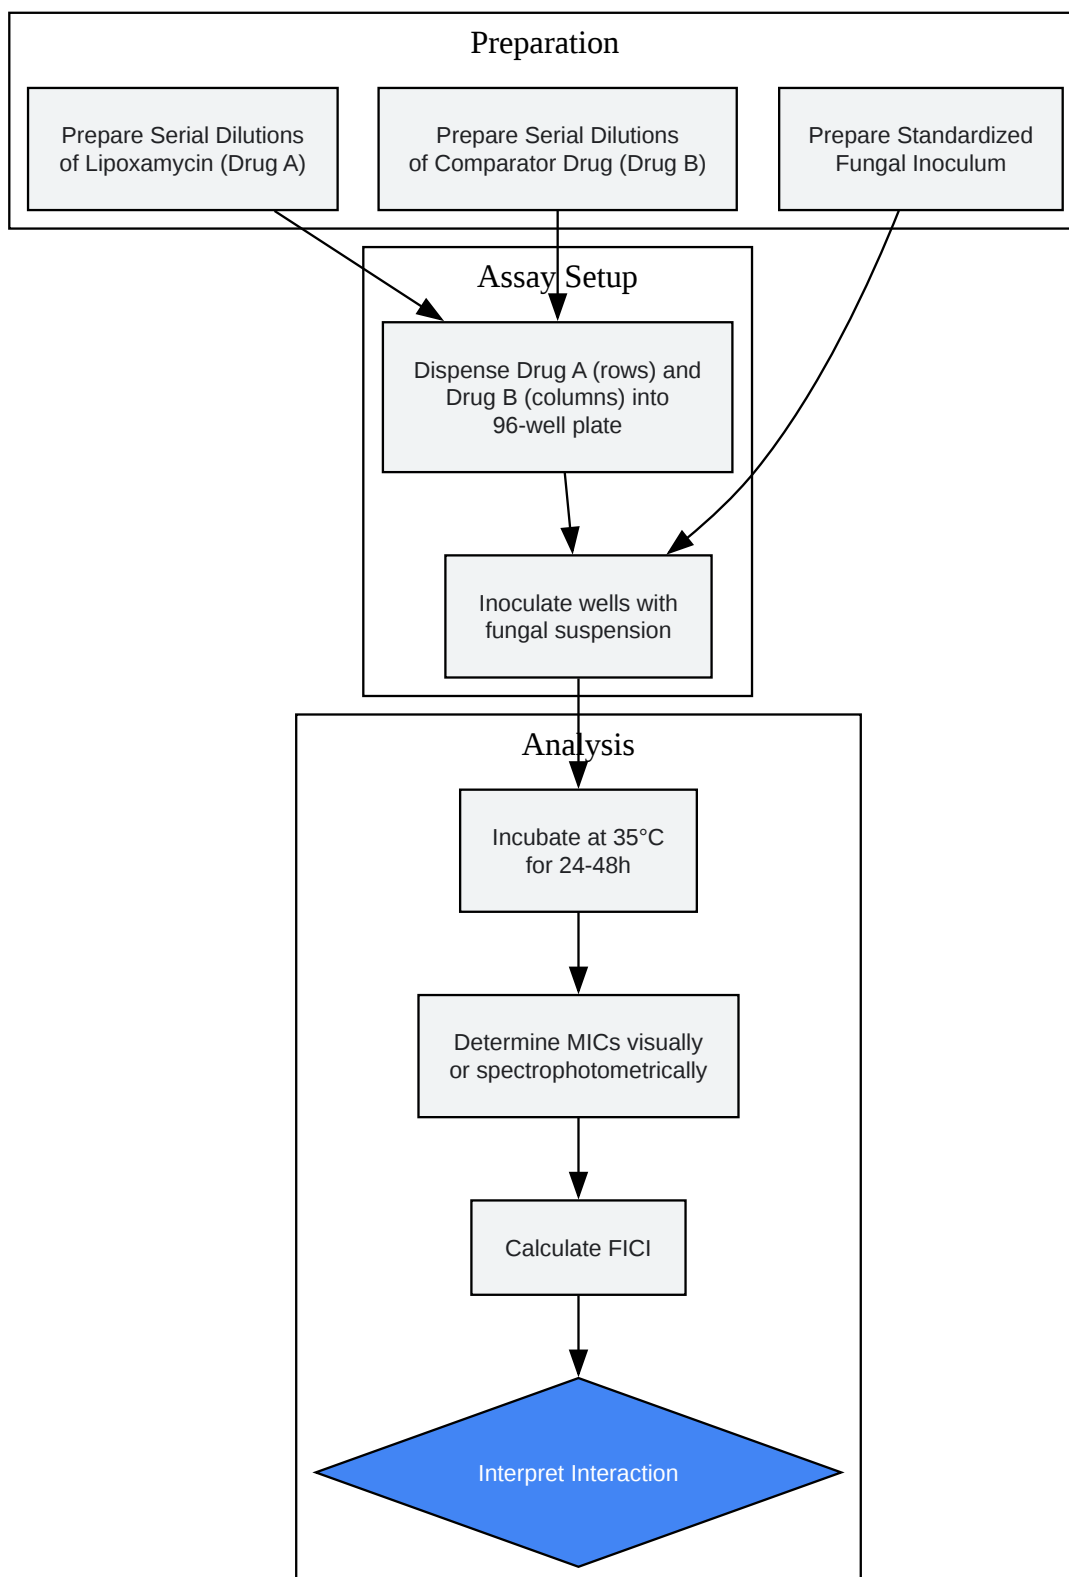 Preparation
Prepare Serial Dilutions
of Lipoxamycin (Drug A)
Prepare Serial Dilutions
of Comparator Drug (Drug B)
Prepare Standardized
Fungal Inoculum
Assay Setup
Dispense Drug A (rows) and
Drug B (columns) into
96-well plate
Inoculate wells with
fungal suspension
Analysis
Incubate at 35°C
for 24-48h
Determine MICs visually
or spectrophotometrically
Calculate FICI
Interpret Interaction